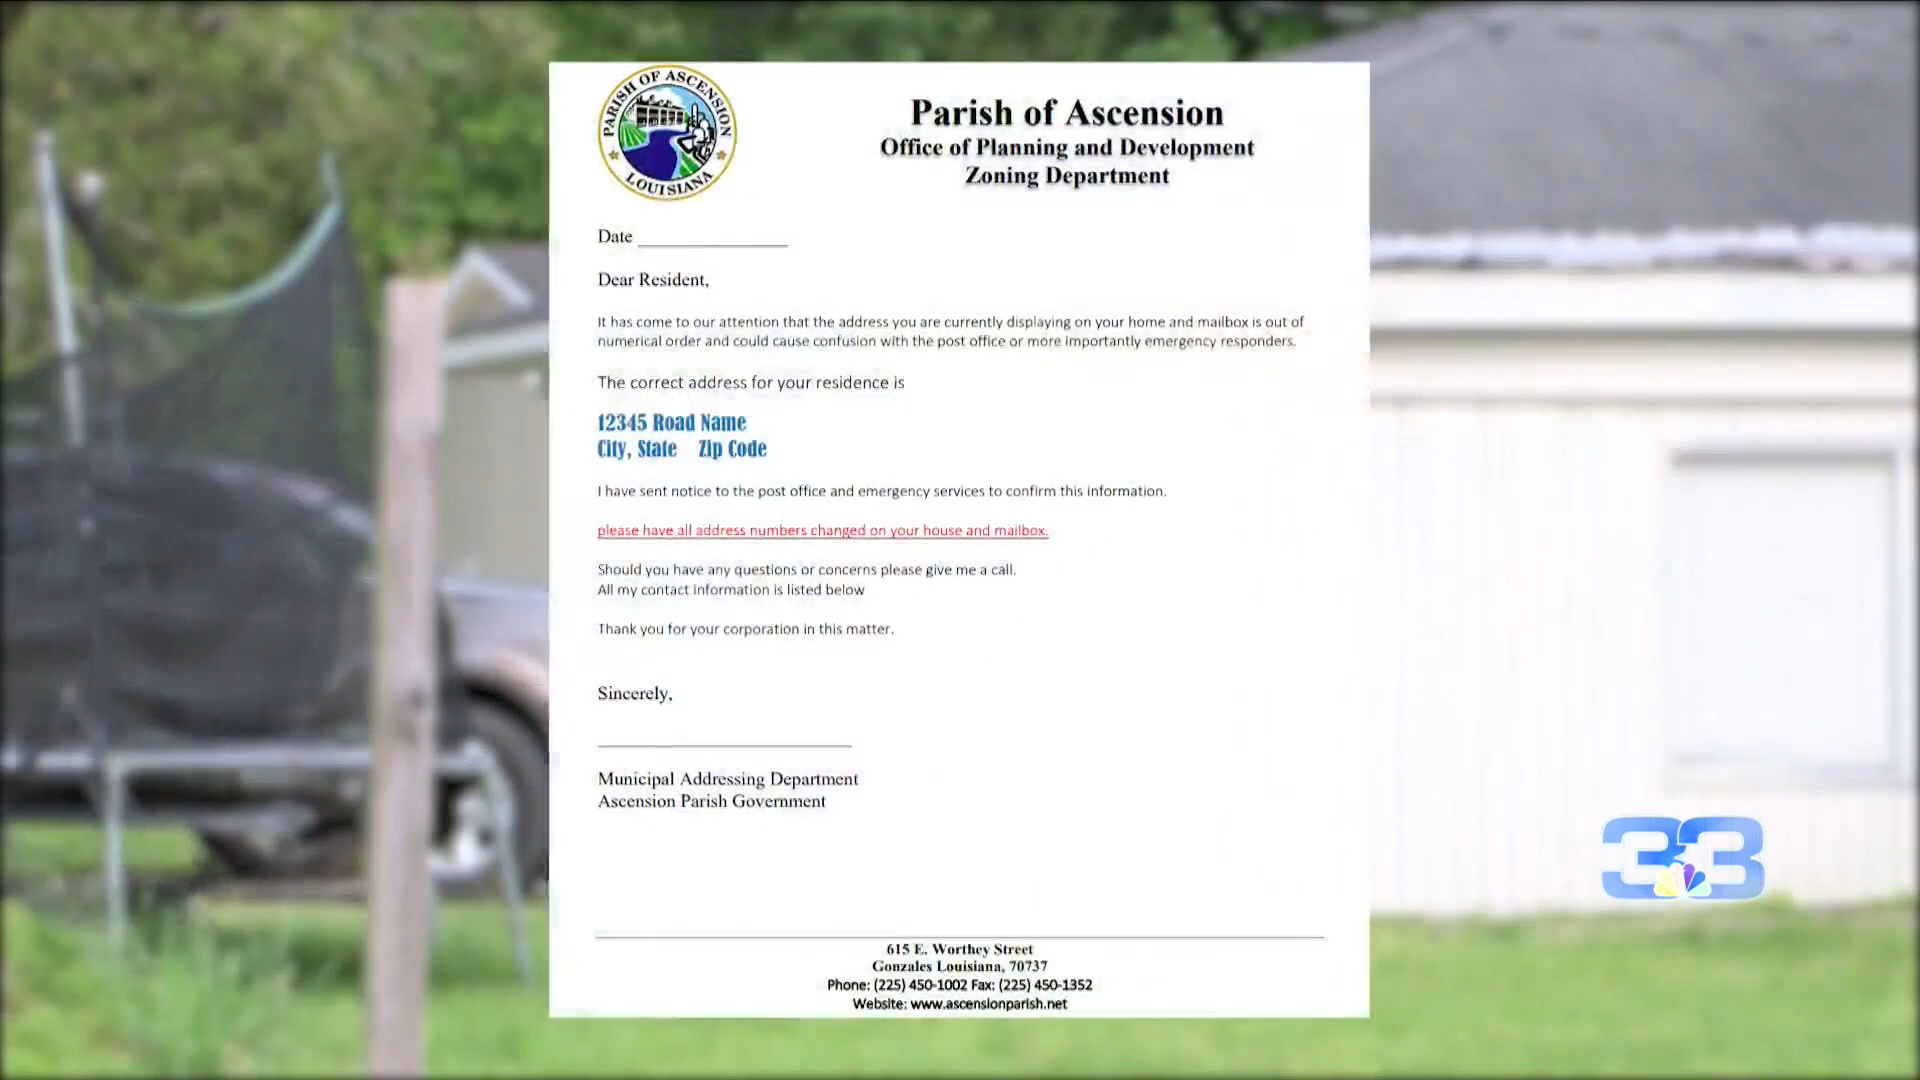 PARISH OF ASCENSION
LOUISIANA
Parish of Ascension
Office of Planning and Development
Zoning Department
Date _______________
Dear Resident,
It has come to our attention that the address you are currently displaying on your home and mailbox is out of
numerical order and could cause confusion with the post office or more importantly emergency responders.
The correct address for your residence is
12345 Road Name
City, State Zip Code
I have sent notice to the post office and emergency services to confirm this information.
please have all address numbers changed on your house and mailbox.
Should you have any questions or concerns please give me a call.
All my contact information is listed below
Thank you for your corporation in this matter.
Sincerely,
Municipal Addressing Department
Ascension Parish Government
33
615 E. Worthey Street
Gonzales Louisiana, 70737
Phone: (225) 450-1002 Fax: (225) 450-1352
Website: www.ascensionparish.net